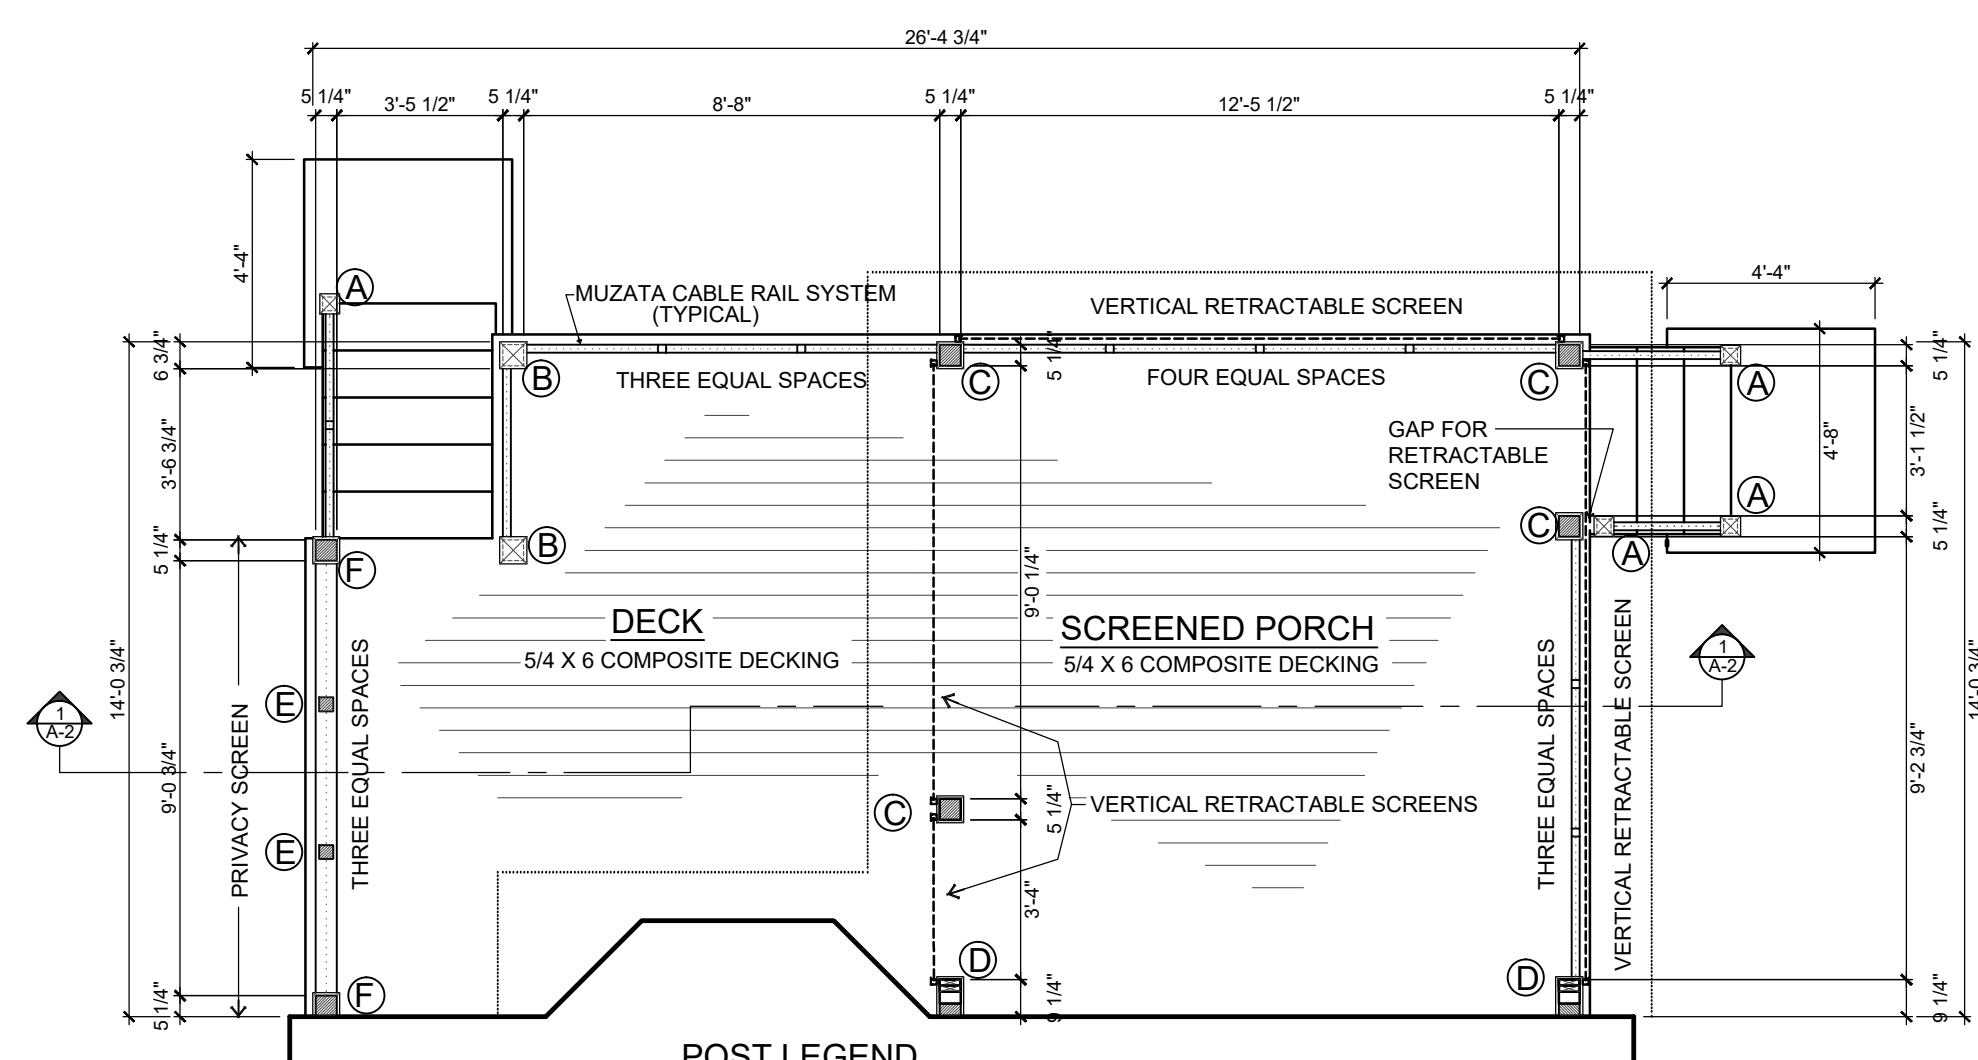 26'-4 3/4"
5 1/4"
3'-5 1/2"
5 1/4"
8'-8"
5 1/4"
12'-5 1/2"
5 1/4"
4'-4"
A
MUZATA CABLE RAIL SYSTEM
(TYPICAL)
VERTICAL RETRACTABLE SCREEN
4'-4"
6 3/4"
5 1/4"
5 1/4"
B
THREE EQUAL SPACES
C
FOUR EQUAL SPACES
C
A
GAP FOR
RETRACTABLE
SCREEN
4'-8"
3'-1 1/2"
3'-6 3/4"
A
C
5 1/4"
5 1/4"
B
F
A
9'-0 1/4"
DECK
5/4 X 6 COMPOSITE DECKING
SCREENED PORCH
5/4 X 6 COMPOSITE DECKING
1
A-2
14'-0 3/4"
14'-0 3/4"
1
A-2
E
THREE EQUAL SPACES
THREE EQUAL SPACES
VERTICAL RETRACTABLE SCREEN
PRIVACY SCREEN
9'-0 3/4"
9'-2 3/4"
C
5 1/4"
VERTICAL RETRACTABLE SCREENS
E
3'-4"
D
D
F
5 1/4"
9 1/4"
9 1/4"
POST LEGEND